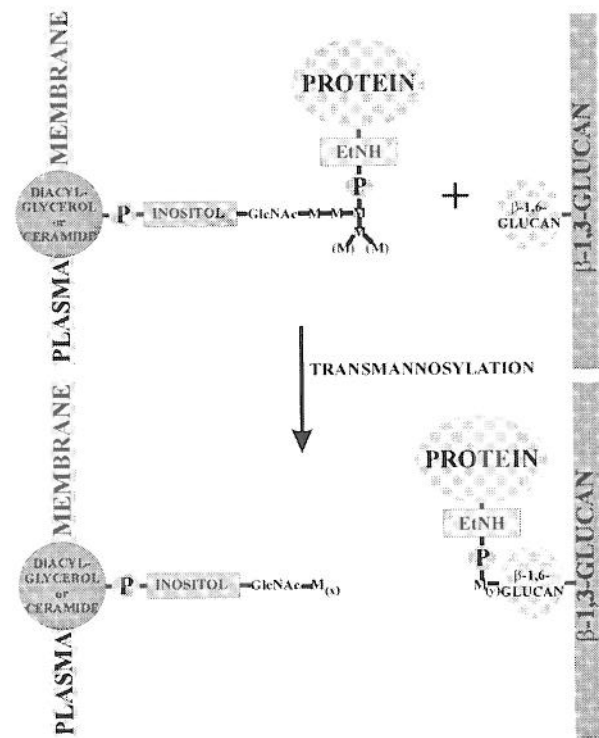 PLASMA MEMBRANE
PROTEIN
EtNH
P
DIACYL-
GLYCEROL
or
CERAMIDE
P
INOSITOL
GlcNAc
M
M
M
M
(M)
(M)
+
β-1,6-
GLUCAN
β-1,3-GLUCAN
TRANSMANNOSYLATION
PLASMA MEMBRANE
PROTEIN
EtNH
P
DIACYL-
GLYCEROL
or
CERAMIDE
P
INOSITOL
GlcNAc
M(x)
M(y)
β-1,6-
GLUCAN
β-1,3-GLUCAN